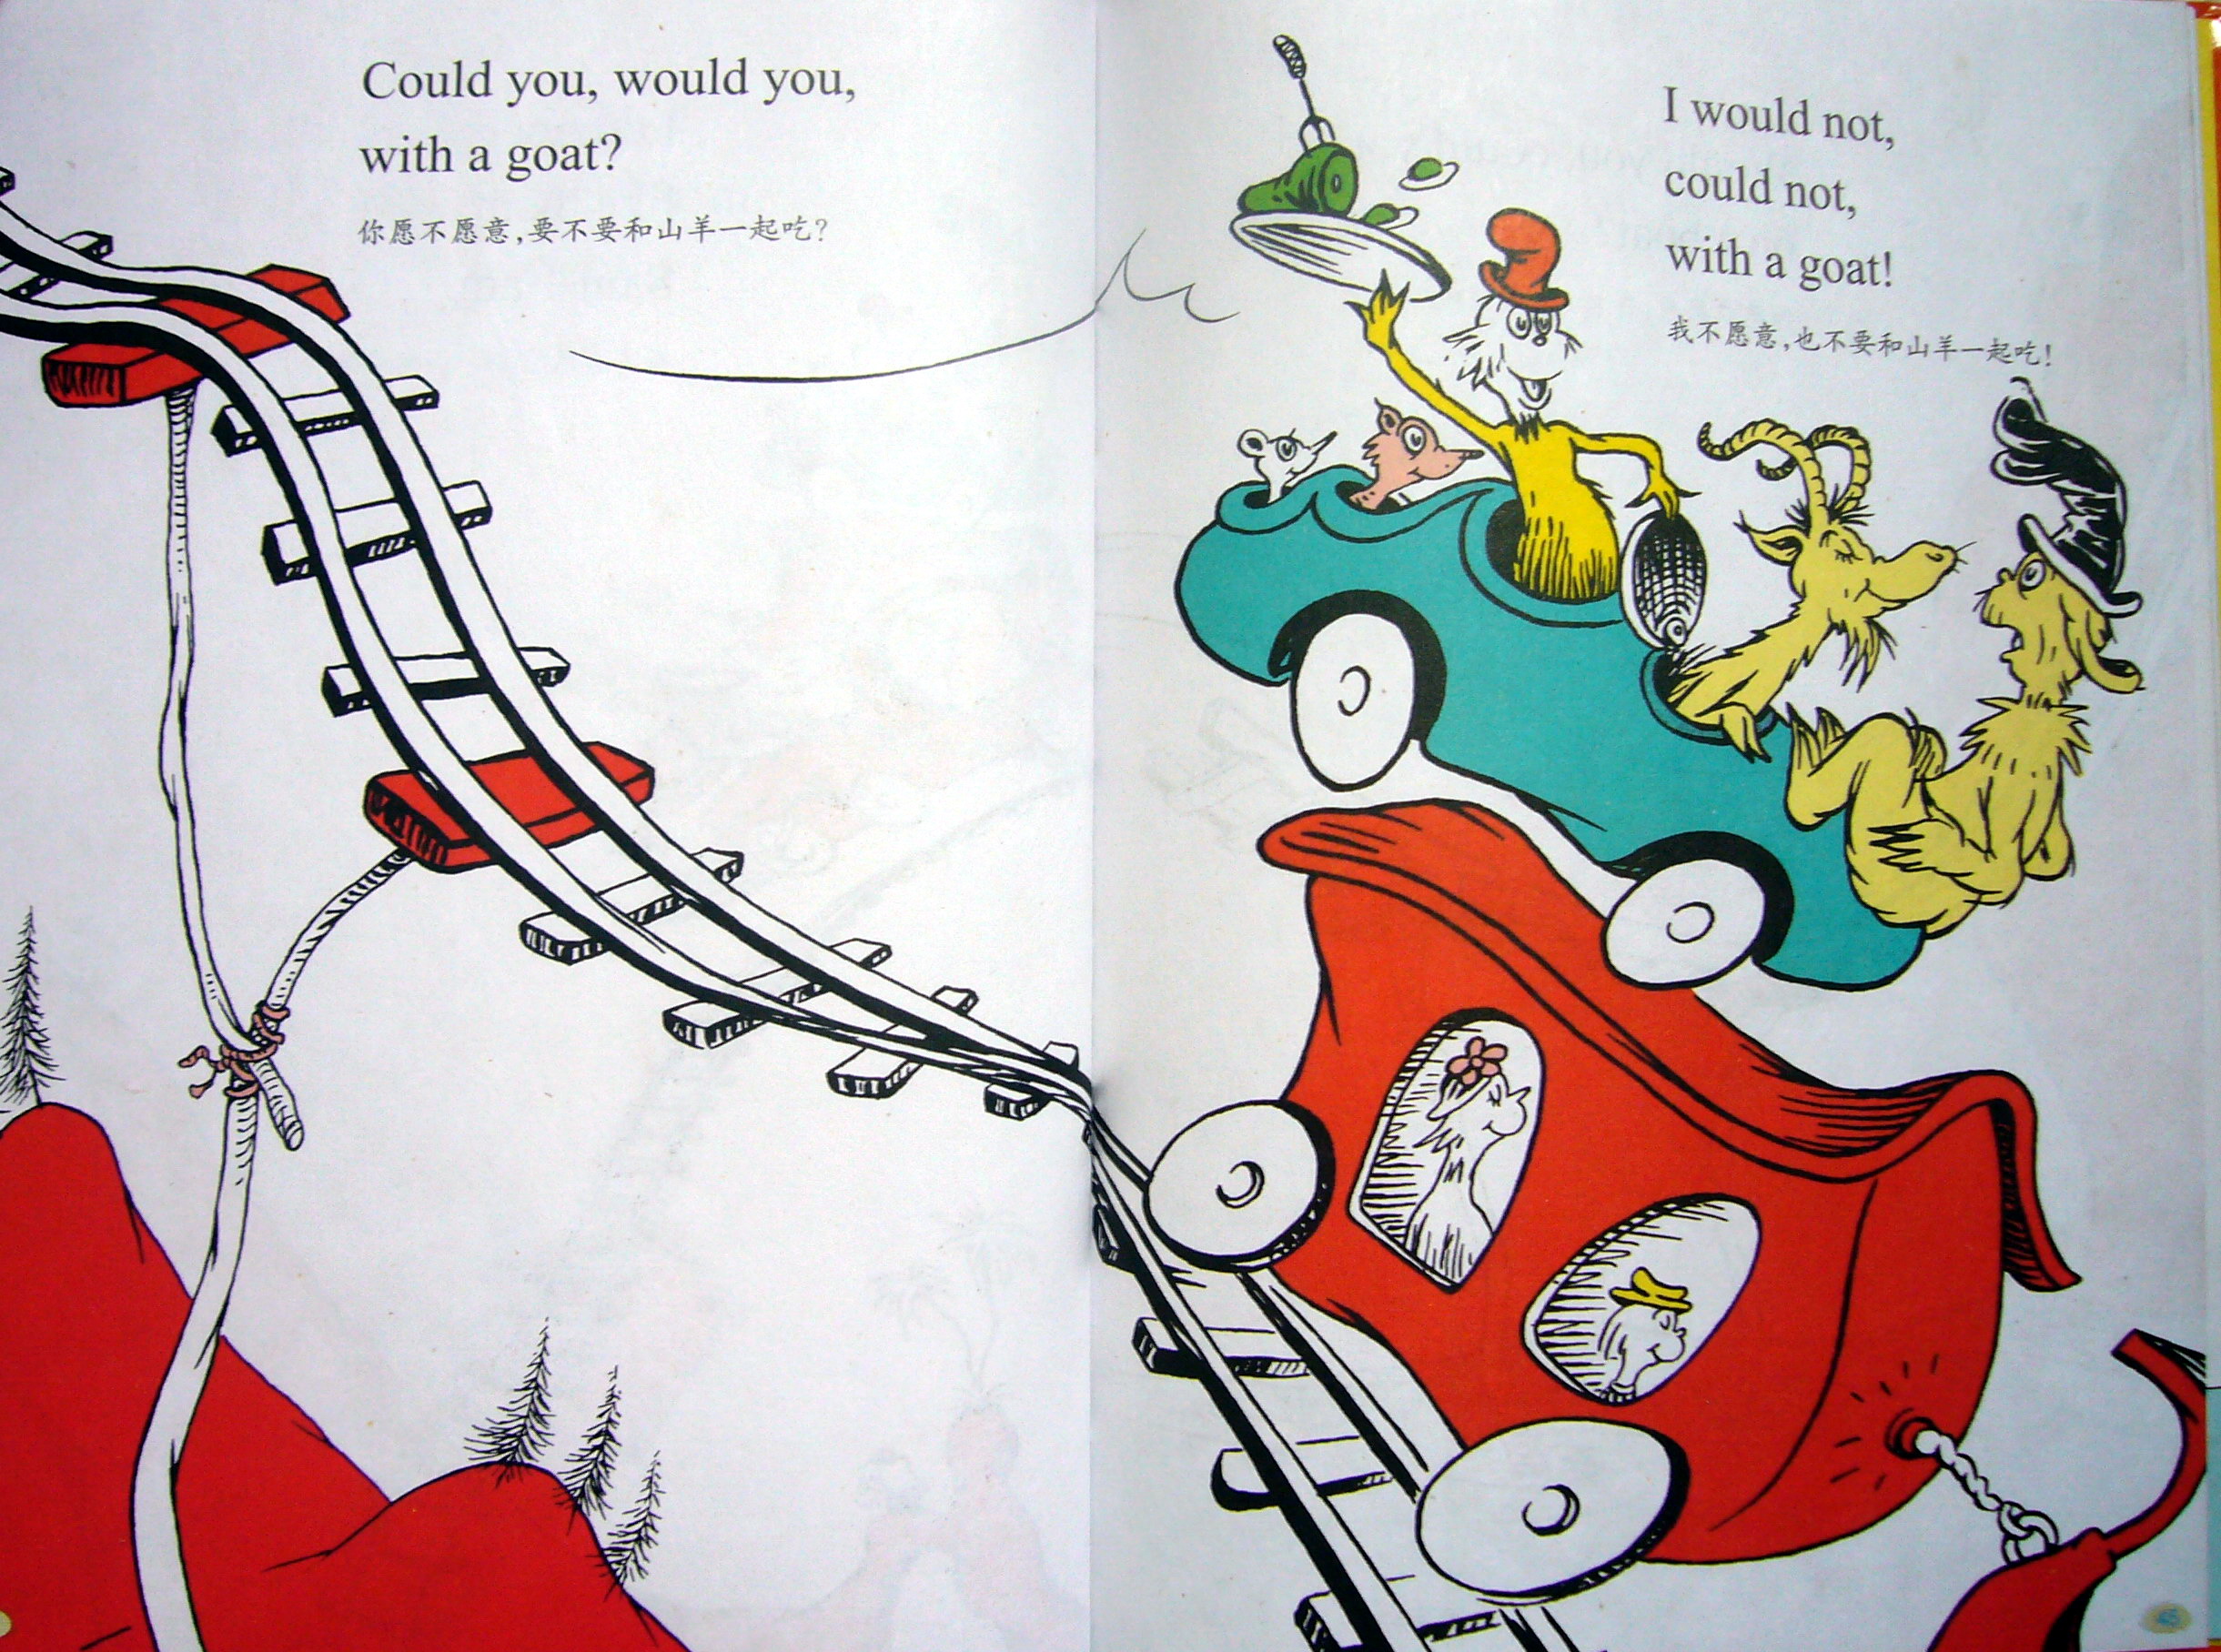 Could you, would you,
with a goat?
你愿不愿意,要不要和山羊一起吃?
I would not,
could not,
with a goat!
我不愿意,也不要和山羊一起吃!